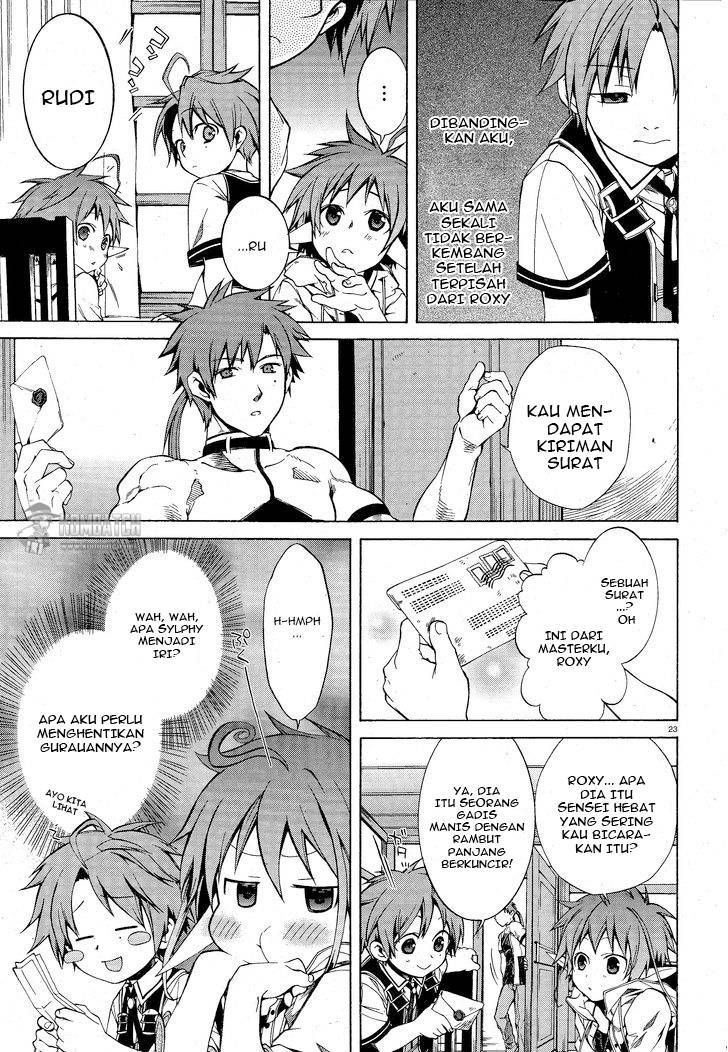 DIBANDING-
KAN AKU,
AKU SAMA
SEKALI
TIDAK BER-
KEMBANG
SETELAH
TERPISAH
DARI ROXY
...
...RU
RUDI
KAU MEN-
DAPAT
KIRIMAN
SURAT
SEBUAH
SURAT
...?
OH
INI DARI
MASTERKU,
ROXY
H-HMPH
...
WAH, WAH,
APA SYLPHY
MENJADI
IRI?
APA AKU PERLU
MENGHENTIKAN
GURAUANNYA?
AYO KITA
LIHAT
23
ROXY... APA
DIA ITU
SENSEI HEBAT
YANG SERING
KAU BICARA-
KAN ITU?
YA, DIA
ITU SEORANG
GADIS
MANIS DENGAN
RAMBUT
PANJANG
BERKUNCIR!